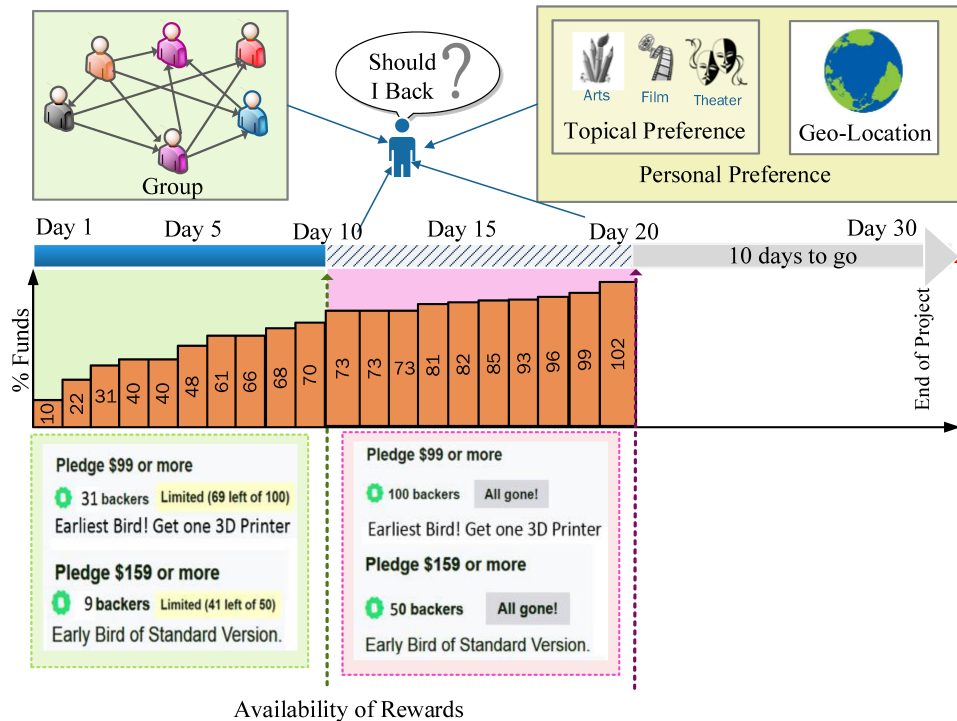 Group
Should
I Back
?
Arts
Film
Theater
Topical Preference
Geo-Location
Personal Preference
Day 1
Day 5
Day 10
Day 15
Day 20
Day 30
10 days to go
% Funds
10
22
31
40
40
48
61
66
68
70
73
73
73
81
82
85
93
96
99
102
End of Project
Pledge $99 or more
31 backers Limited (69 left of 100)
Earliest Bird! Get one 3D Printer
Pledge $159 or more
9 backers Limited (41 left of 50)
Early Bird of Standard Version.
Pledge $99 or more
100 backers All gone!
Earliest Bird! Get one 3D Printer
Pledge $159 or more
50 backers All gone!
Early Bird of Standard Version.
Availability of Rewards